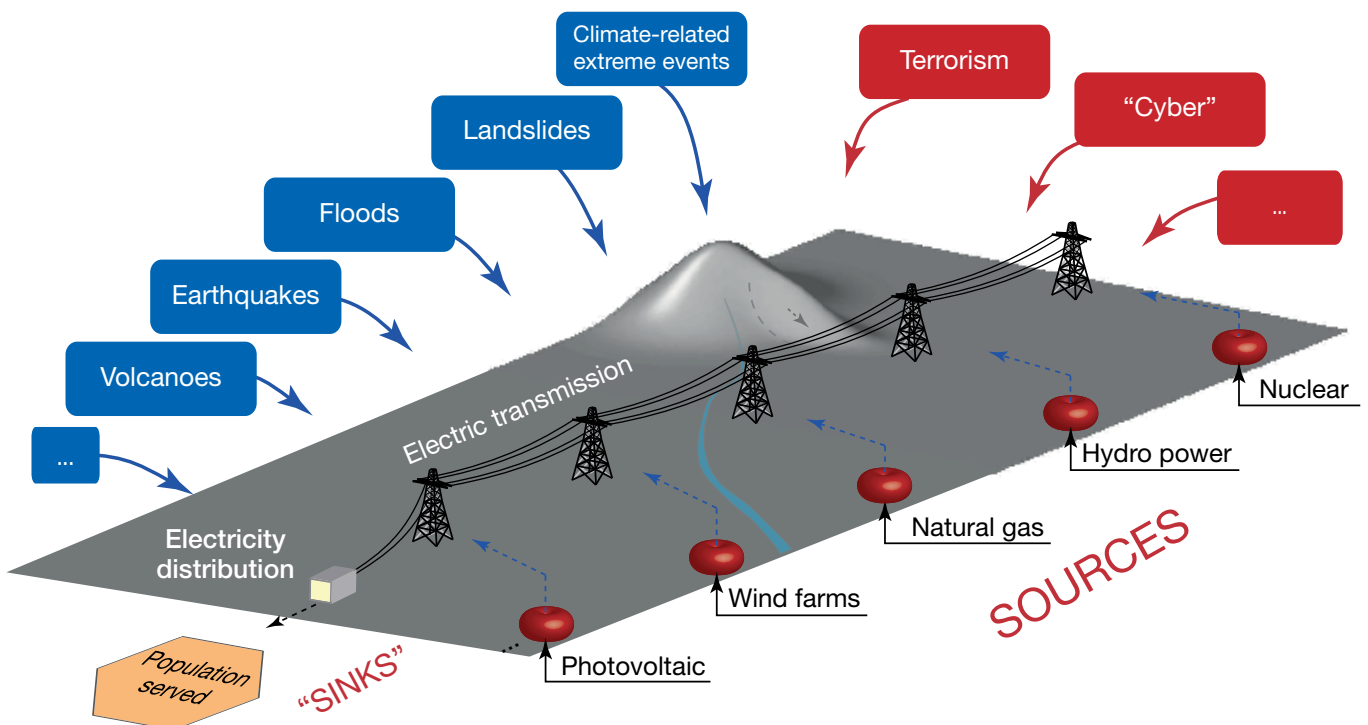 Climate-related
extreme events
Terrorism
"Cyber"
...
Landslides
Floods
Earthquakes
Volcanoes
...
Electric transmission
Electricity
distribution
Nuclear
Hydro power
Natural gas
Wind farms
Photovoltaic
...
SOURCES
“SINKS”
Population
served